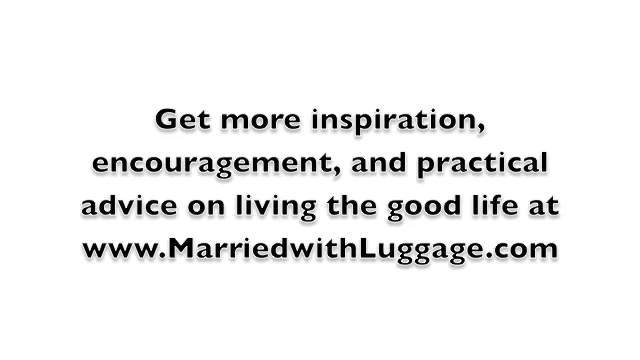 Get more inspiration,
encouragement, and practical
advice on living the good life at
www.MarriedwithLuggage.com